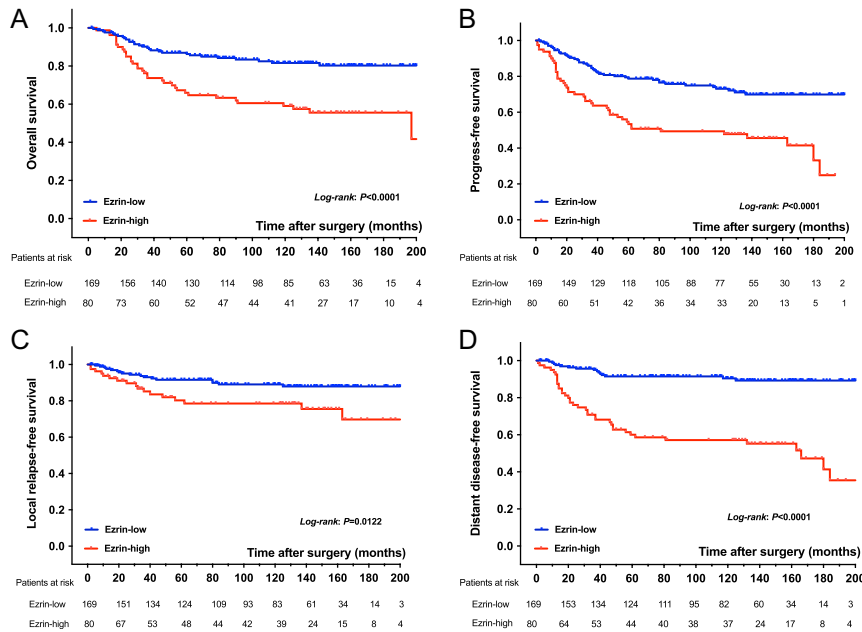 A
Overall survival
1.0
0.8
0.6
0.4
0.2
0.0
Log-rank: P<0.0001
Ezrin-low
Ezrin-high
Time after surgery (months)
0 20 40 60 80 100 120 140 160 180 200
Patients at risk
Ezrin-low 169 156 140 130 114 98 85 63 36 15 4
Ezrin-high 80 73 60 52 47 44 41 27 17 10 4
B
Progress-free survival
1.0
0.8
0.6
0.4
0.2
0.0
Log-rank: P<0.0001
Ezrin-low
Ezrin-high
Time after surgery (months)
0 20 40 60 80 100 120 140 160 180 200
Patients at risk
Ezrin-low 169 149 129 118 105 88 77 55 30 13 2
Ezrin-high 80 60 51 42 36 34 33 20 13 5 1
C
Local relapse-free survival
1.0
0.8
0.6
0.4
0.2
0.0
Log-rank: P=0.0122
Ezrin-low
Ezrin-high
Time after surgery (months)
0 20 40 60 80 100 120 140 160 180 200
Patients at risk
Ezrin-low 169 151 134 124 109 93 83 61 34 14 3
Ezrin-high 80 67 53 48 44 42 39 24 15 8 4
D
Distant disease-free survival
1.0
0.8
0.6
0.4
0.2
0.0
Log-rank: P<0.0001
Ezrin-low
Ezrin-high
Time after surgery (months)
0 20 40 60 80 100 120 140 160 180 200
Patients at risk
Ezrin-low 169 153 134 124 111 95 82 60 34 14 3
Ezrin-high 80 64 53 44 40 38 37 24 17 8 4